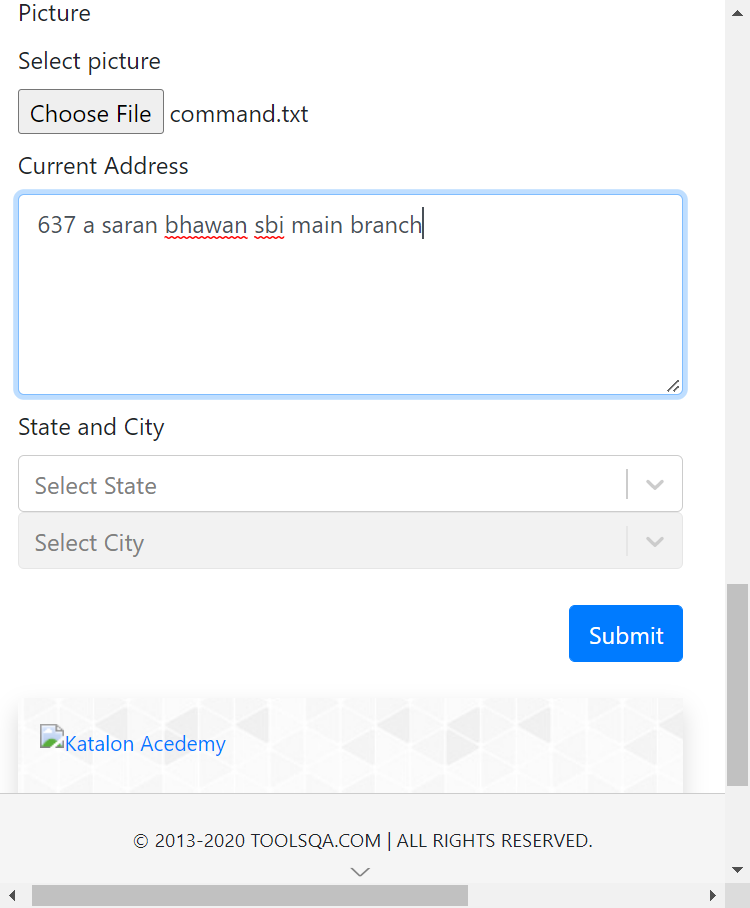 Picture
Select picture
Choose File command.txt
Current Address
637 a saran bhawan sbi main branch
State and City
Select State
Select City
Submit
Katalon Acedemy
© 2013-2020 TOOLSQA.COM | ALL RIGHTS RESERVED.